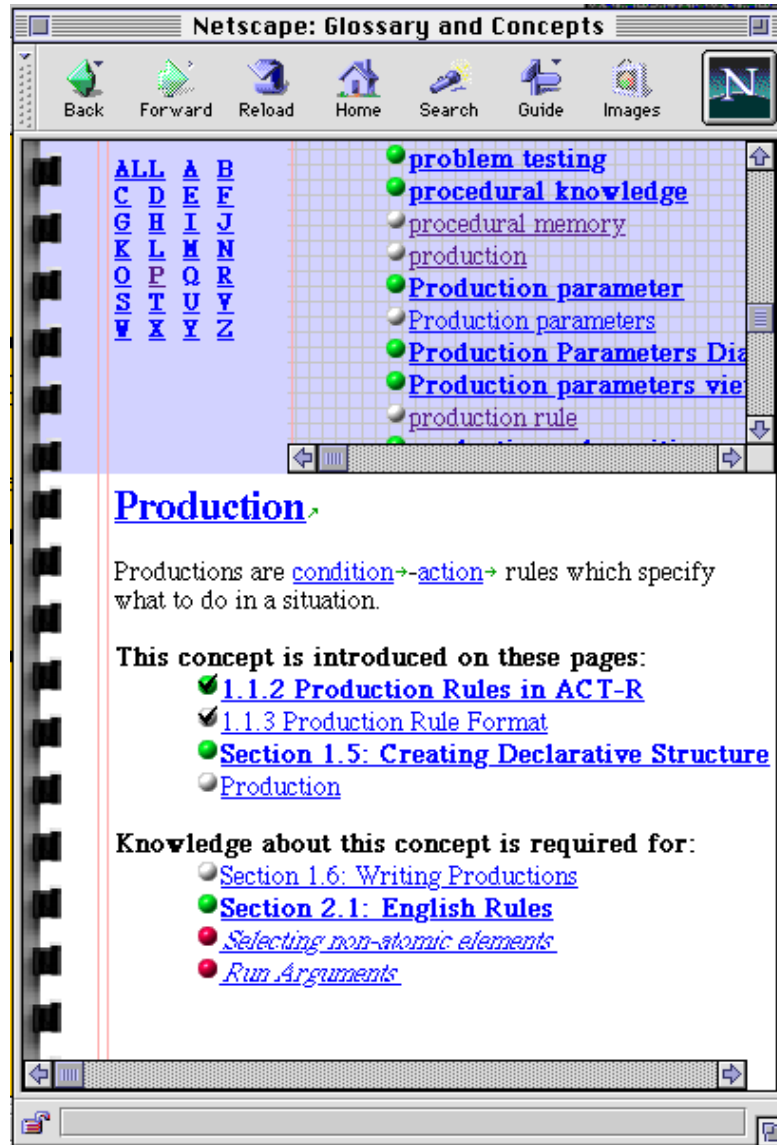 Netscape: Glossary and Concepts
Back Forward Reload Home Search Guide Images
N
ALL A B
C D E F
G H I J
K L M N
O P Q R
S T U V
W X Y Z
problem testing
procedural knowledge
procedural memory
production
Production parameter
Production parameters
Production Parameters Dia
Production parameters vie
production rule
Production
Productions are condition-action rules which specify
what to do in a situation.
This concept is introduced on these pages:
1.1.2 Production Rules in ACT-R
1.1.3 Production Rule Format
Section 1.5: Creating Declarative Structure
Production
Knowledge about this concept is required for:
Section 1.6: Writing Productions
Section 2.1: English Rules
Selecting non-atomic elements
Run Arguments